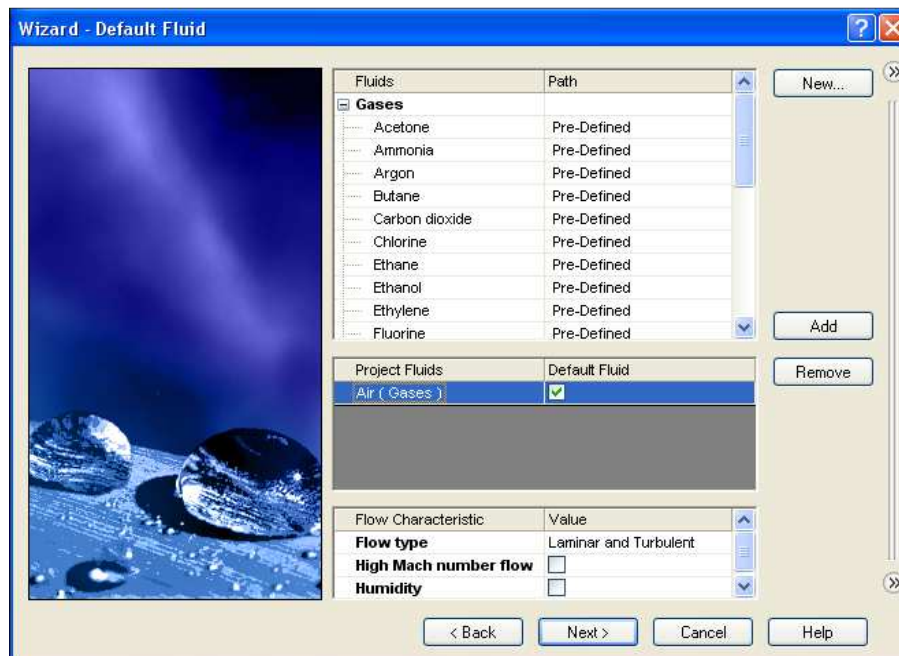 Wizard - Default Fluid
Fluids Path
Gases
Acetone Pre-Defined
Ammonia Pre-Defined
Argon Pre-Defined
Butane Pre-Defined
Carbon dioxide Pre-Defined
Chlorine Pre-Defined
Ethane Pre-Defined
Ethanol Pre-Defined
Ethylene Pre-Defined
Fluorine Pre-Defined
New...
Add
Remove
Project Fluids Default Fluid
Air ( Gases )
Flow Characteristic Value
Flow type Laminar and Turbulent
High Mach number flow
Humidity
< Back Next > Cancel Help